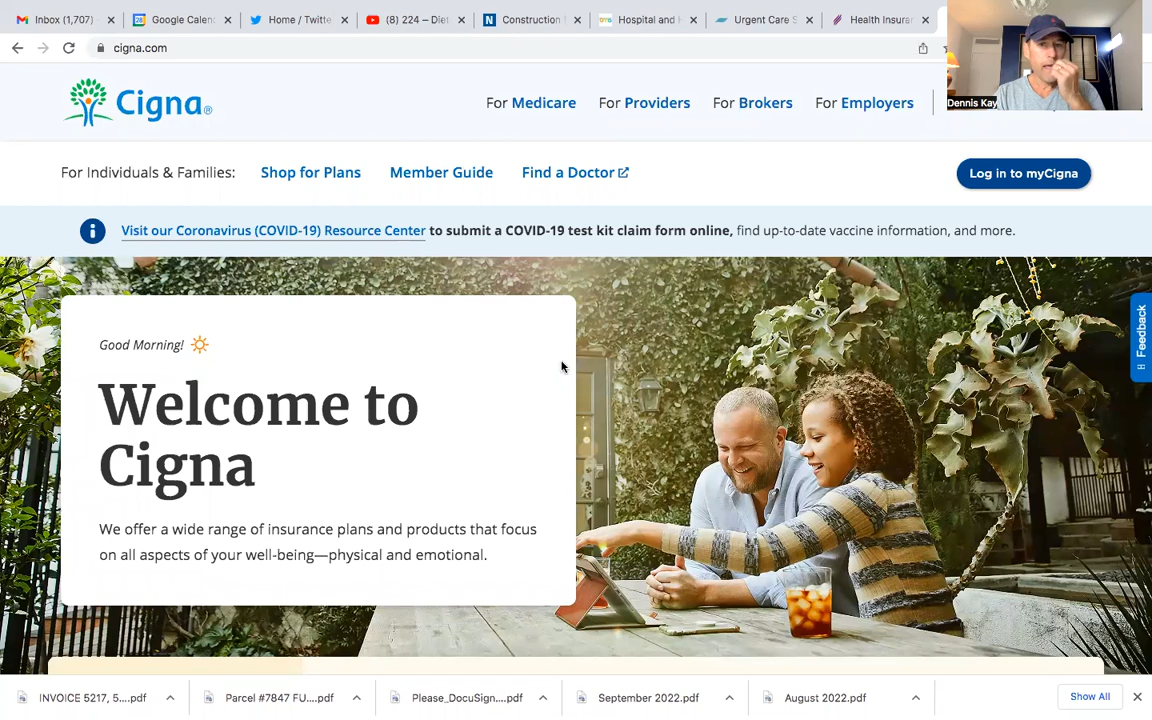 Inbox (1,707)
Google Calenc
Home / Twitte
(8) 224 – Diet
Construction
Hospital and H
Urgent Care S
Health Insurar
cigna.com
Dennis Kay
Cigna®
For Medicare
For Providers
For Brokers
For Employers
For Individuals & Families:
Shop for Plans
Member Guide
Find a Doctor
Log in to myCigna
Visit our Coronavirus (COVID-19) Resource Center to submit a COVID-19 test kit claim form online, find up-to-date vaccine information, and more.
Feedback
Good Morning!
Welcome to
Cigna
We offer a wide range of insurance plans and products that focus
on all aspects of your well-being—physical and emotional.
INVOICE 5217, 5....pdf
Parcel #7847 FU....pdf
Please_DocuSign....pdf
September 2022.pdf
August 2022.pdf
Show All